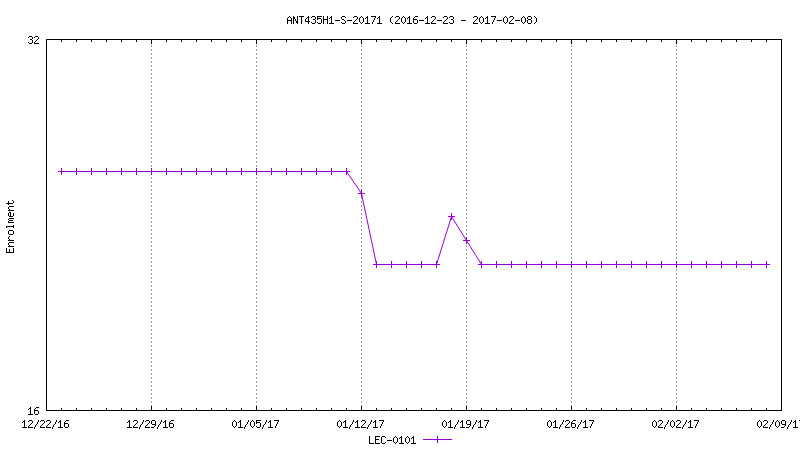 ANT435H1-S-20171 (2016-12-23 - 2017-02-08)
32
Enrolment
16
12/22/16 12/29/16 01/05/17 01/12/17 01/19/17 01/26/17 02/02/17 02/09/1
LEC-0101